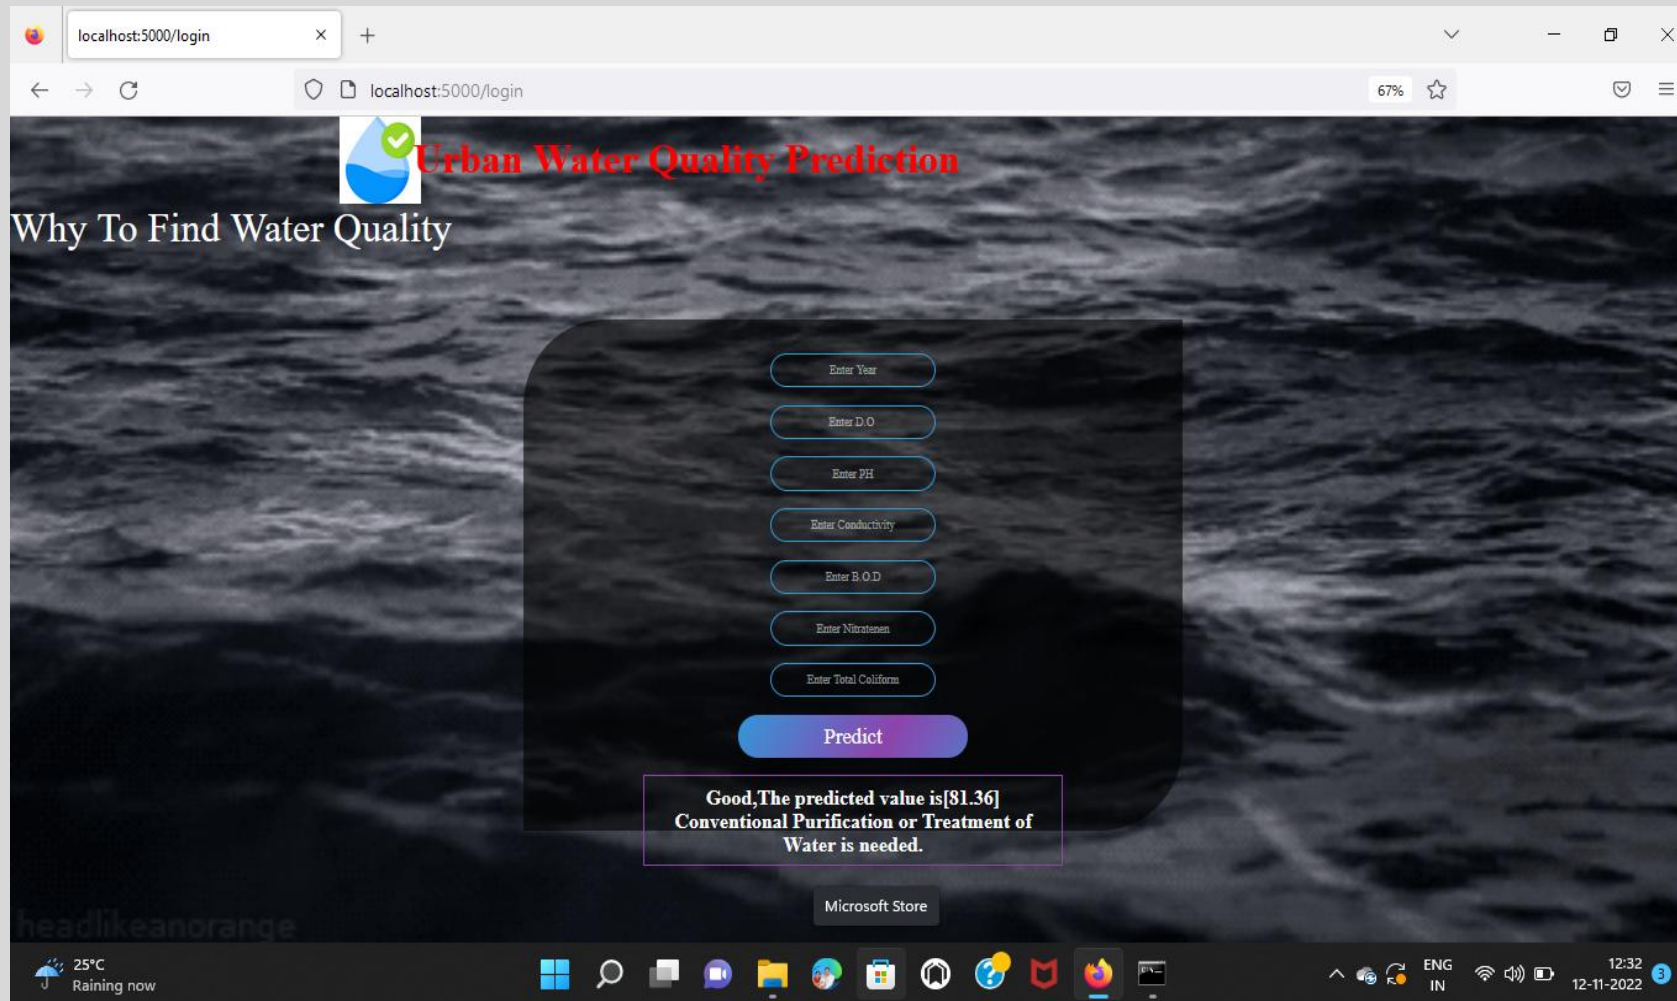 localhost:5000/login
localhost:5000/login
67%
Urban Water Quality Prediction
Why To Find Water Quality
Enter Year
Enter D.O
Enter PH
Enter Conductivity
Enter B.O.D
Enter Nitratenen
Enter Total Coliform
Predict
Good,The predicted value is[81.36]
Conventional Purification or Treatment of
Water is needed.
Microsoft Store
headlikeanorange
25°C
Raining now
ENG
IN
12:32
12-11-2022
3